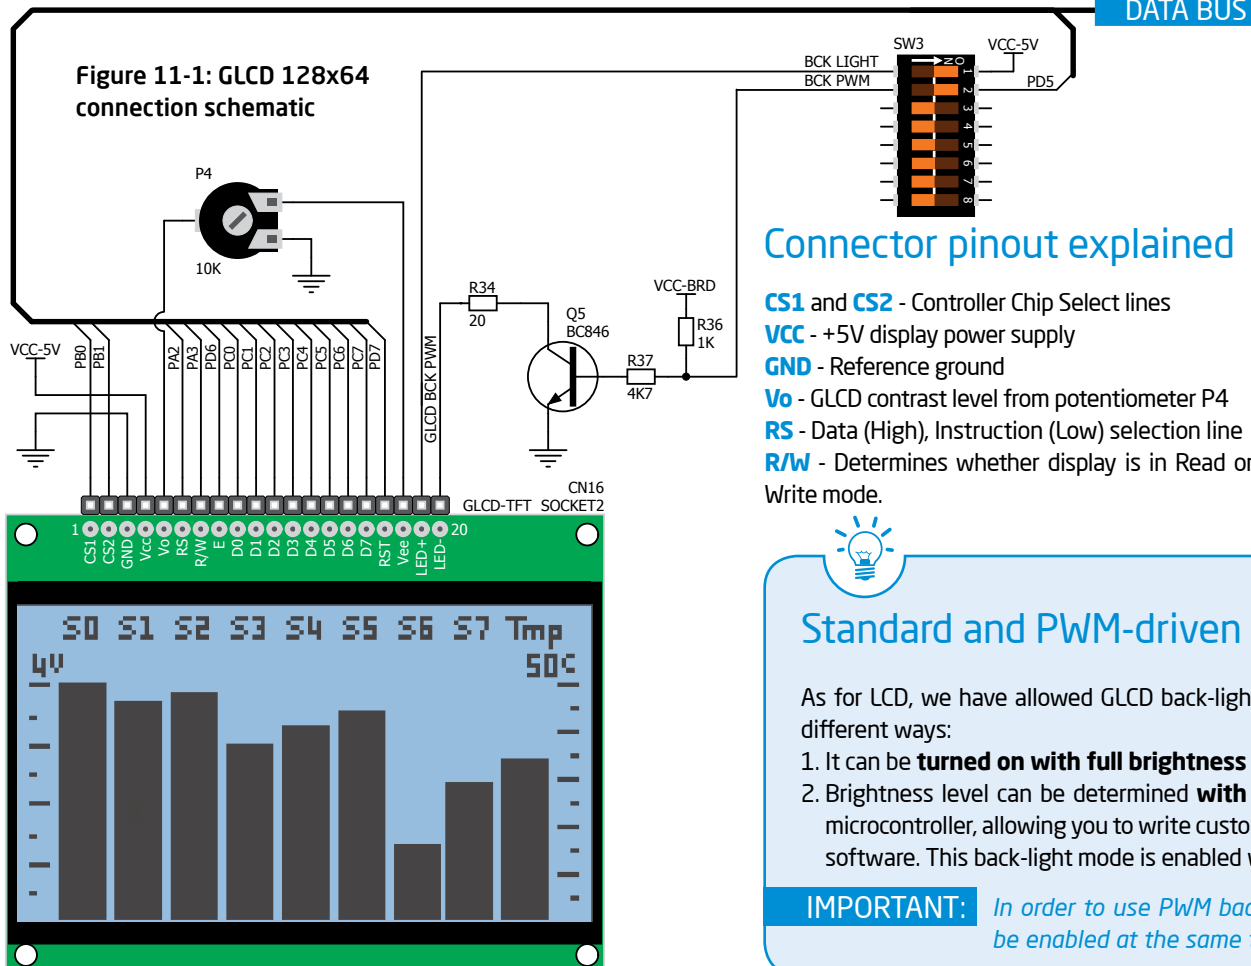 DATA BUS
Figure 11-1: GLCD 128x64
connection schematic
SW3
VCC-5V
BCK LIGHT
BCK PWM
PD5
O
N
1
2
3
4
5
6
7
8
P4
10K
R34
20
Q5
BC846
VCC-BRD
R36
1K
R37
4K7
VCC-5V
PB0
PB1
PA2
PA3
PD6
PC0
PC1
PC2
PC3
PC4
PC5
PC6
PC7
PD7
GLCD BCK PWM
CN16
GLCD-TFT SOCKET2
1
20
CS1
CS2
GND
Vcc
Vo
RS
R/W
E
D0
D1
D2
D3
D4
D5
D6
D7
RST
Vee
LED+
LED-
S0 S1 S2 S3 S4 S5 S6 S7 Tmp
4V
50C
Connector pinout explained
CS1 and CS2 - Controller Chip Select lines
VCC - +5V display power supply
GND - Reference ground
Vo - GLCD contrast level from potentiometer P4
RS - Data (High), Instruction (Low) selection line
R/W - Determines whether display is in Read or
Write mode.
Standard and PWM-driven
As for LCD, we have allowed GLCD back-light
different ways:
1. It can be turned on with full brightness
2. Brightness level can be determined with
microcontroller, allowing you to write custo
software. This back-light mode is enabled
IMPORTANT:
In order to use PWM bac
be enabled at the same